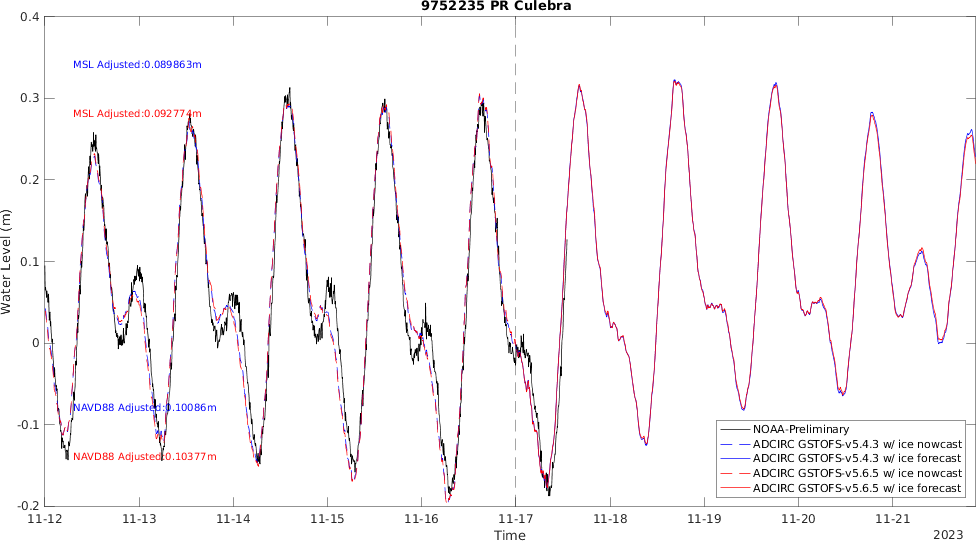 9752235 PR Culebra
0.4
0.3
0.2
0.1
0
-0.1
-0.2
Water Level (m)
MSL Adjusted:0.089863m
MSL Adjusted:0.092774m
NAVD88 Adjusted:0.10086m
NAVD88 Adjusted:0.10377m
NOAA-Preliminary
ADCIRC GSTOFS-v5.4.3 w/ ice nowcast
ADCIRC GSTOFS-v5.4.3 w/ ice forecast
ADCIRC GSTOFS-v5.6.5 w/ ice nowcast
ADCIRC GSTOFS-v5.6.5 w/ ice forecast
11-12 11-13 11-14 11-15 11-16 11-17 11-18 11-19 11-20 11-21
Time
2023